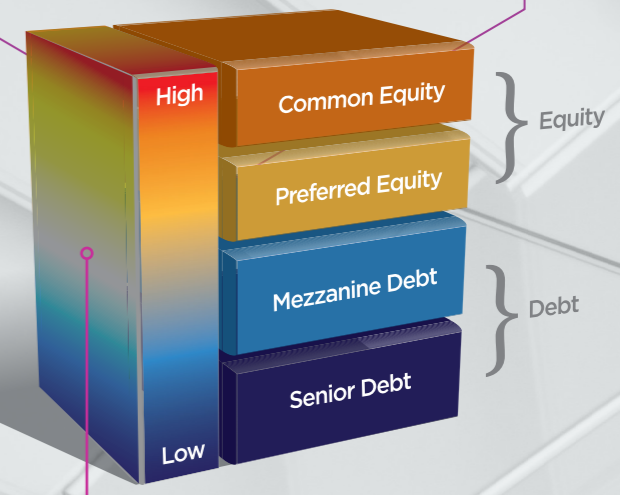 High
Common Equity
Equity
Preferred Equity
Mezzanine Debt
Debt
Senior Debt
Low